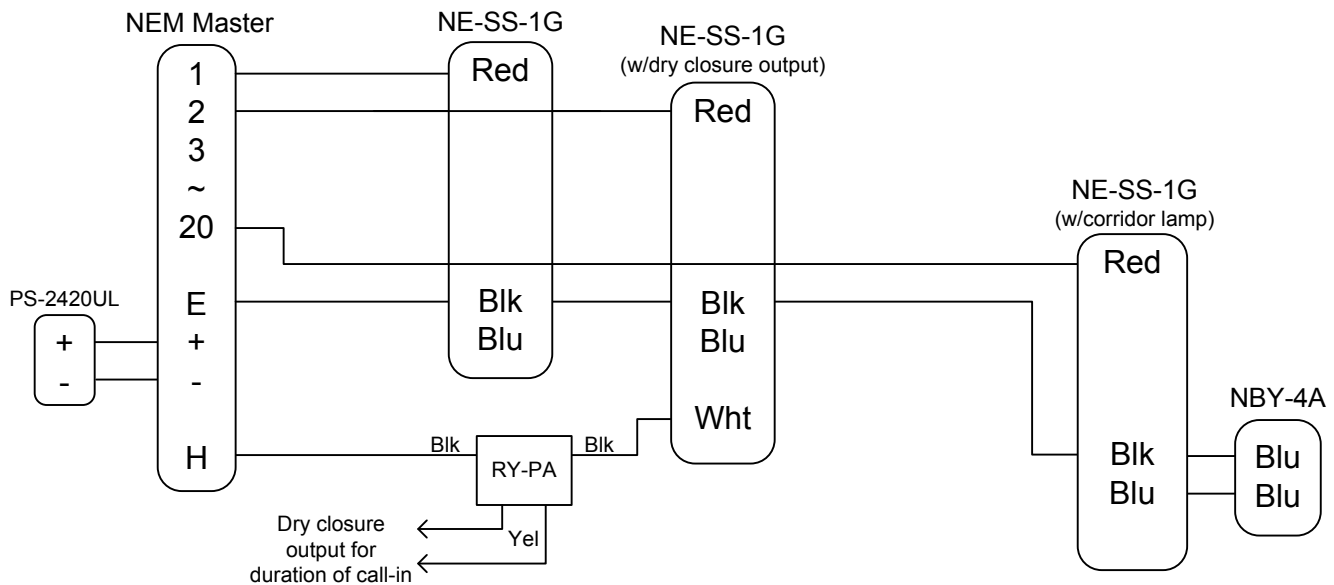 NEM Master
1
2
3
~
20
E
+
-
H
PS-2420UL
+
-
NE-SS-1G
Red
Blk
Blu
NE-SS-1G
(w/dry closure output)
Red
Blk
Blu
Wht
Blk
RY-PA
Blk
Yel
Dry closure
output for
duration of call-in
NE-SS-1G
(w/corridor lamp)
Red
Blk
Blu
NBY-4A
Blu
Blu